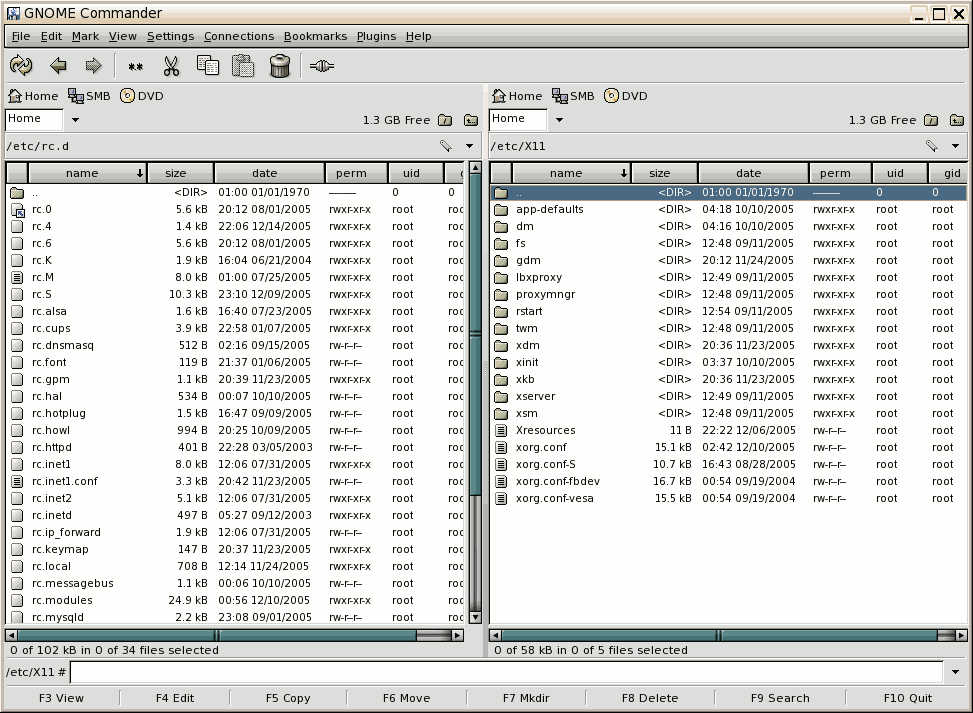 GNOME Commander
File Edit Mark View Settings Connections Bookmarks Plugins Help
**
Home SMB DVD
Home 1.3 GB Free
/etc/rc.d
name size date perm uid g
.. <DIR> 01:00 01/01/1970 --------- 0 0
rc.0 5.6 kB 20:12 08/01/2005 rwxr-xr-x root roo
rc.4 1.4 kB 22:06 12/14/2005 rwxr-xr-x root roo
rc.6 5.6 kB 20:12 08/01/2005 rwxr-xr-x root roo
rc.K 1.9 kB 16:04 06/21/2004 rwxr-xr-x root roo
rc.M 8.0 kB 01:00 07/25/2005 rwxr-xr-x root roo
rc.S 10.3 kB 23:10 12/09/2005 rwxr-xr-x root roo
rc.alsa 1.6 kB 16:40 07/23/2005 rwxr-xr-x root roo
rc.cups 3.9 kB 22:58 01/07/2005 rwxr-xr-x root roo
rc.dnsmasq 512 B 02:16 09/15/2005 rw-r--r-- root roo
rc.font 119 B 21:37 01/06/2005 rw-r--r-- root roo
rc.gpm 1.1 kB 20:39 11/23/2005 rwxr-xr-x root roo
rc.hal 534 B 00:07 10/10/2005 rw-r--r-- root roo
rc.hotplug 1.5 kB 16:47 09/09/2005 rwxr-xr-x root roo
rc.howl 994 B 20:25 10/09/2005 rw-r--r-- root roo
rc.httpd 401 B 22:28 03/05/2003 rw-r--r-- root roo
rc.inet1 8.0 kB 12:06 07/31/2005 rwxr-xr-x root roo
rc.inet1.conf 3.3 kB 20:42 11/23/2005 rw-r--r-- root roo
rc.inet2 5.1 kB 12:06 07/31/2005 rwxr-xr-x root roo
rc.inetd 497 B 05:27 09/12/2003 rwxr-xr-x root roo
rc.ip_forward 1.9 kB 12:06 07/31/2005 rw-r--r-- root roo
rc.keymap 147 B 20:37 11/23/2005 rwxr-xr-x root roo
rc.local 708 B 12:14 11/24/2005 rwxr-xr-x root roo
rc.messagebus 1.1 kB 00:06 10/10/2005 rw-r--r-- root roo
rc.modules 24.9 kB 00:56 12/10/2005 rwxr-xr-x root roo
rc.mysqld 2.2 kB 23:08 09/01/2005 rw-r--r-- root roo
0 of 102 kB in 0 of 34 files selected
Home SMB DVD
Home 1.3 GB Free
/etc/X11
name size date perm uid gid
.. <DIR> 01:00 01/01/1970 --------- 0 0
app-defaults <DIR> 04:18 10/10/2005 rwxr-xr-x root root
dm <DIR> 04:16 10/10/2005 rwxr-xr-x root root
fs <DIR> 12:48 09/11/2005 rwxr-xr-x root root
gdm <DIR> 20:12 11/24/2005 rwxr-xr-x root root
lbxproxy <DIR> 12:49 09/11/2005 rwxr-xr-x root root
proxymngr <DIR> 12:48 09/11/2005 rwxr-xr-x root root
rstart <DIR> 12:54 09/11/2005 rwxr-xr-x root root
twm <DIR> 12:48 09/11/2005 rwxr-xr-x root root
xdm <DIR> 20:36 11/23/2005 rwxr-xr-x root root
xinit <DIR> 03:37 10/10/2005 rwxr-xr-x root root
xkb <DIR> 20:36 11/23/2005 rwxr-xr-x root root
xserver <DIR> 12:49 09/11/2005 rwxr-xr-x root root
xsm <DIR> 12:48 09/11/2005 rwxr-xr-x root root
Xresources 11 B 22:22 12/06/2005 rw-r--r-- root root
xorg.conf 15.1 kB 02:42 12/10/2005 rw-r--r-- root root
xorg.conf-S 10.7 kB 16:43 08/28/2005 rw-r--r-- root root
xorg.conf-fbdev 16.7 kB 00:54 09/19/2004 rw-r--r-- root root
xorg.conf-vesa 15.5 kB 00:54 09/19/2004 rw-r--r-- root root
0 of 58 kB in 0 of 5 files selected
/etc/X11 #
F3 View F4 Edit F5 Copy F6 Move F7 Mkdir F8 Delete F9 Search F10 Quit